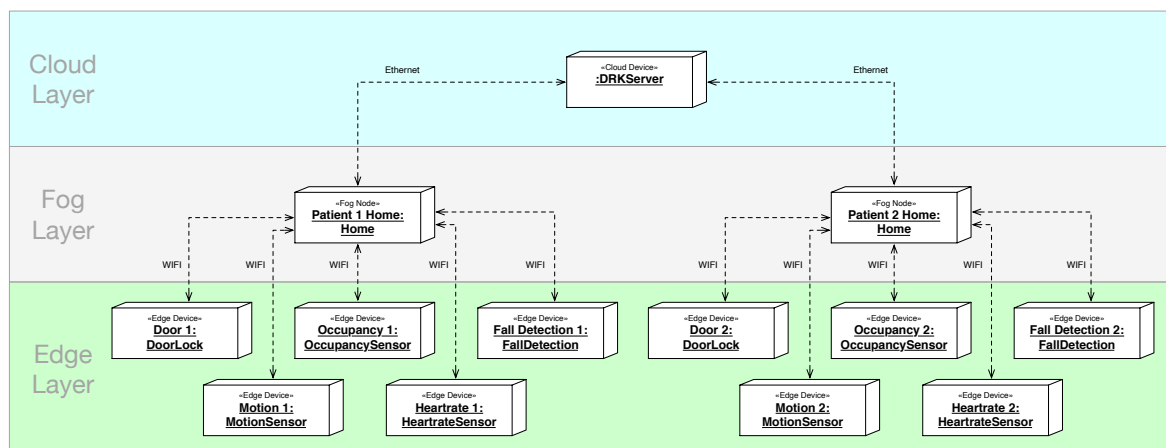 Cloud
Layer
Ethernet
«Cloud Device»
:DRKServer
Ethernet
Fog
Layer
«Fog Node»
Patient 1 Home:
Home
«Fog Node»
Patient 2 Home:
Home
WIFI
WIFI
WIFI
WIFI
WIFI
WIFI
WIFI
WIFI
WIFI
WIFI
Edge
Layer
«Edge Device»
Door 1:
DoorLock
«Edge Device»
Occupancy 1:
OccupancySensor
«Edge Device»
Fall Detection 1:
FallDetection
«Edge Device»
Door 2:
DoorLock
«Edge Device»
Occupancy 2:
OccupancySensor
«Edge Device»
Fall Detection 2:
FallDetection
«Edge Device»
Motion 1:
MotionSensor
«Edge Device»
Heartrate 1:
HeartrateSensor
«Edge Device»
Motion 2:
MotionSensor
«Edge Device»
Heartrate 2:
HeartrateSensor